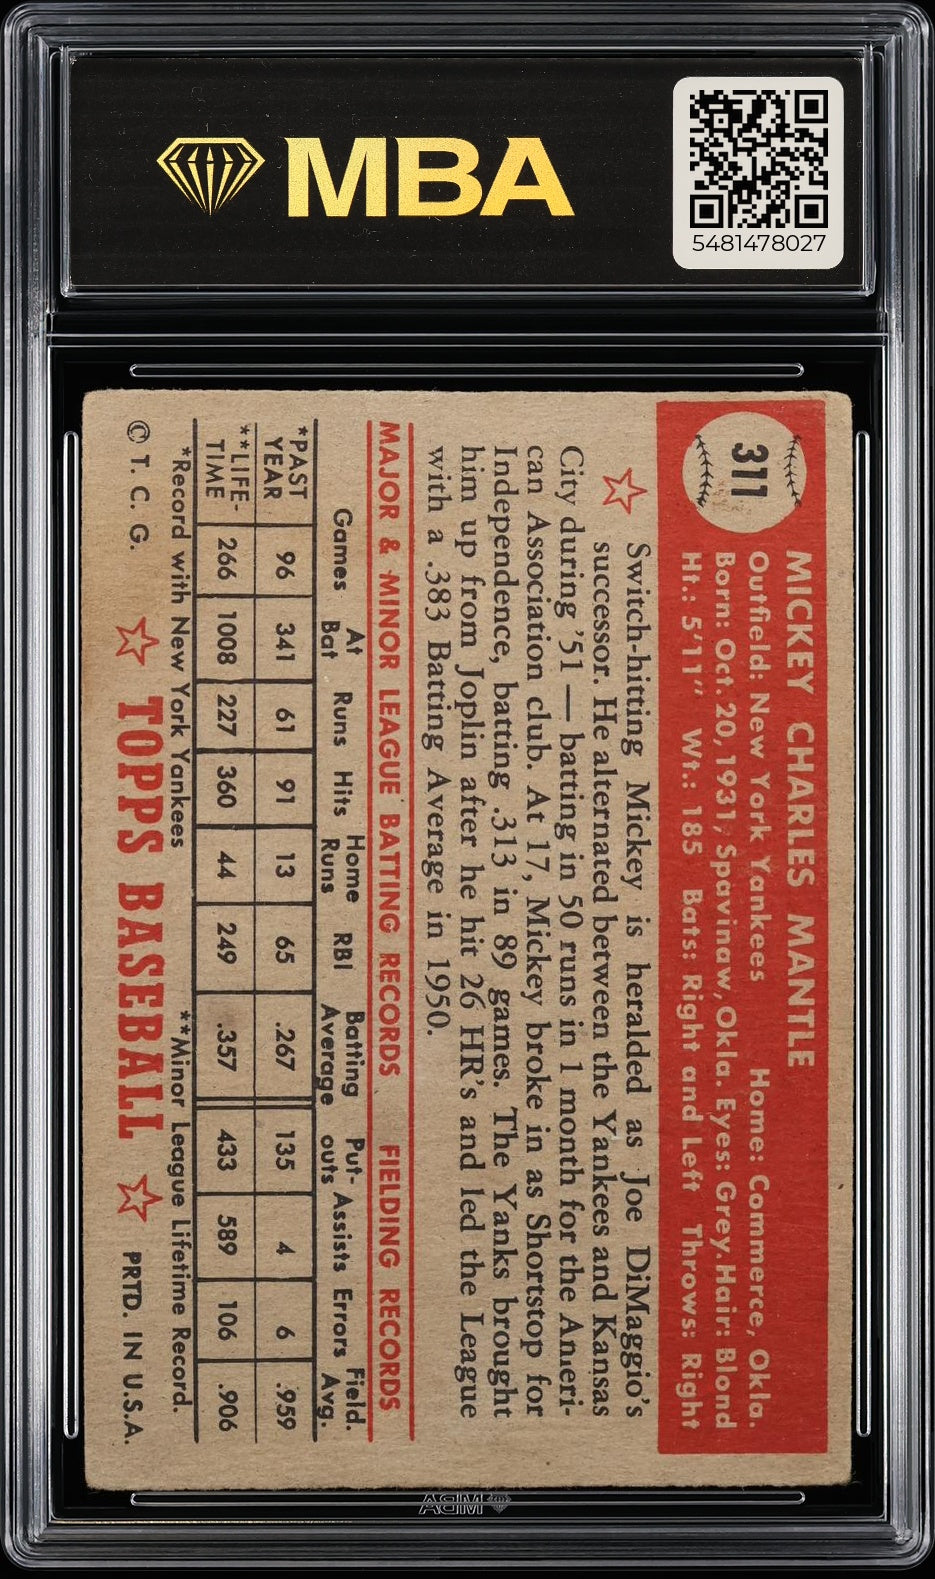 MBA
5481478027
311
MICKEY CHARLES MANTLE
Outfield: New York Yankees Home: Commerce, Okla.
Born: Oct. 20, 1931, Spavinaw, Okla. Eyes: Grey. Hair: Blond
Ht.: 5'11" Wt.: 185 Bats: Right and Left Throws: Right
Switch-hitting Mickey is heralded as Joe DiMaggio's
successor. He alternated between the Yankees and Kansas
City during '51 — batting in 50 runs in 1 month for the Ameri-
can Association club. At 17, Mickey broke in as Shortstop for
Independence, batting .313 in 89 games. The Yanks brought
him up from Joplin after he hit 26 HR's and led the League
with a .383 Batting Average in 1950.
MAJOR & MINOR LEAGUE BATTING RECORDS FIELDING RECORDS
Games At Bat Runs Hits Home Runs RBI Batting Average Put-outs Assists Errors Field. Avg.
*PAST YEAR 96 341 61 91 13 65 .267 135 4 6 .959
**LIFE-TIME 266 1008 227 360 44 249 .357 433 589 106 .906
*Record with New York Yankees **Minor League Lifetime Record.
© T. C. G. TOPPS BASEBALL PRTD. IN U.S.A.
MBA